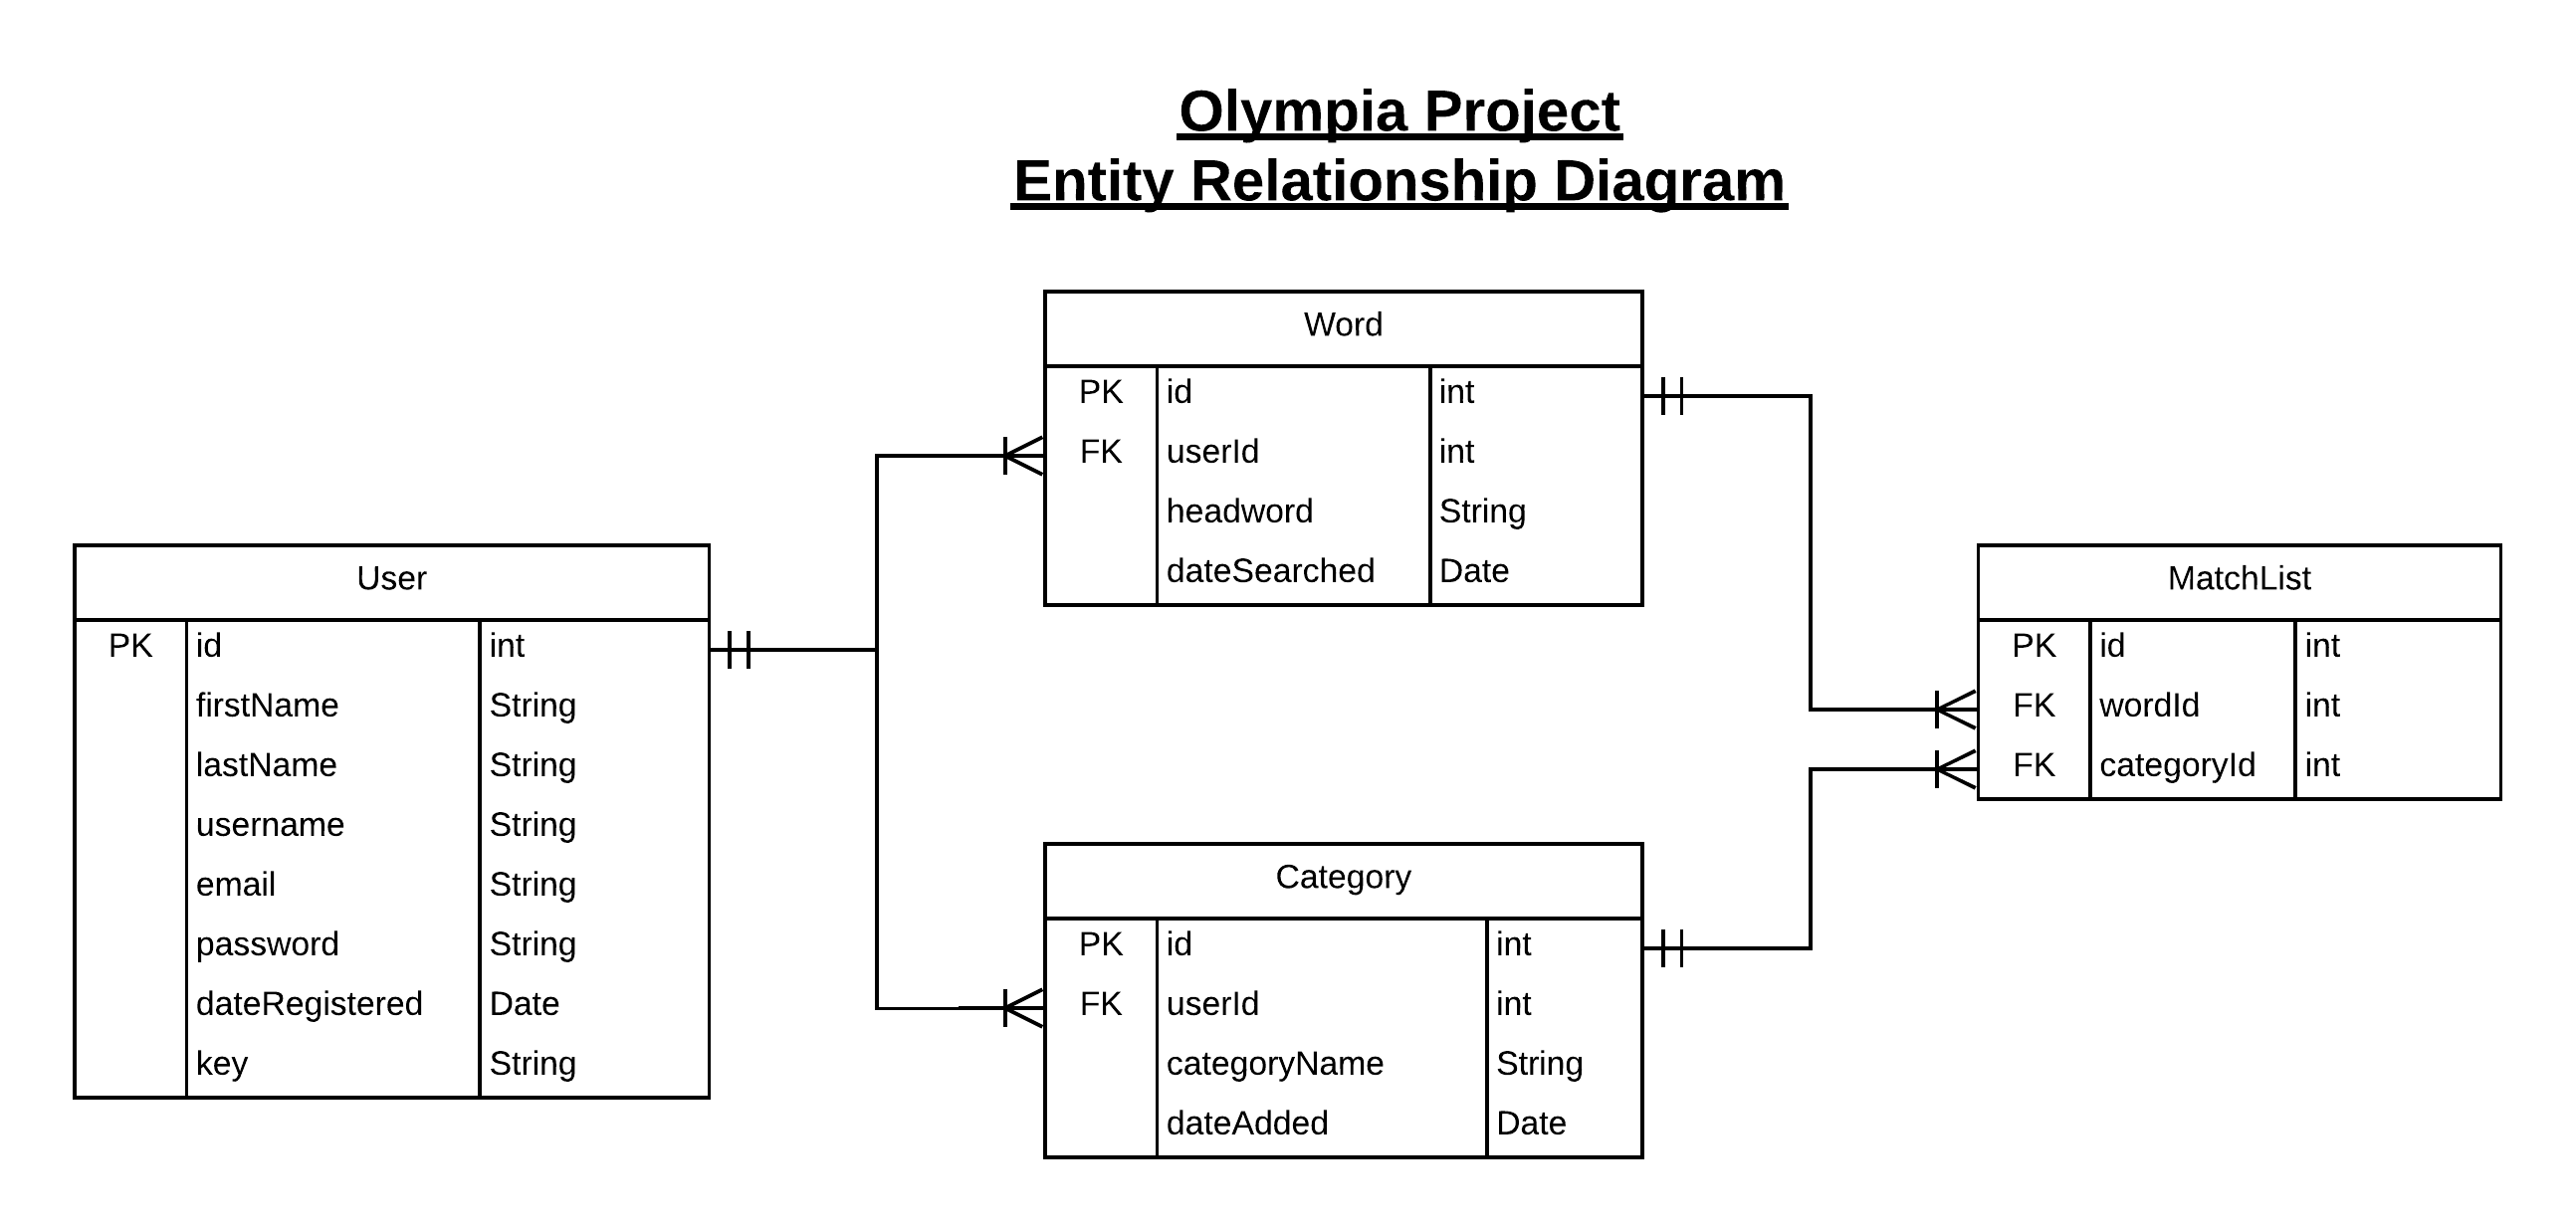 Olympia Project
Entity Relationship Diagram
Word
PK id int
FK userId int
headword String
dateSearched Date
User
PK id int
firstName String
lastName String
username String
email String
password String
dateRegistered Date
key String
MatchList
PK id int
FK wordId int
FK categoryId int
Category
PK id int
FK userId int
categoryName String
dateAdded Date